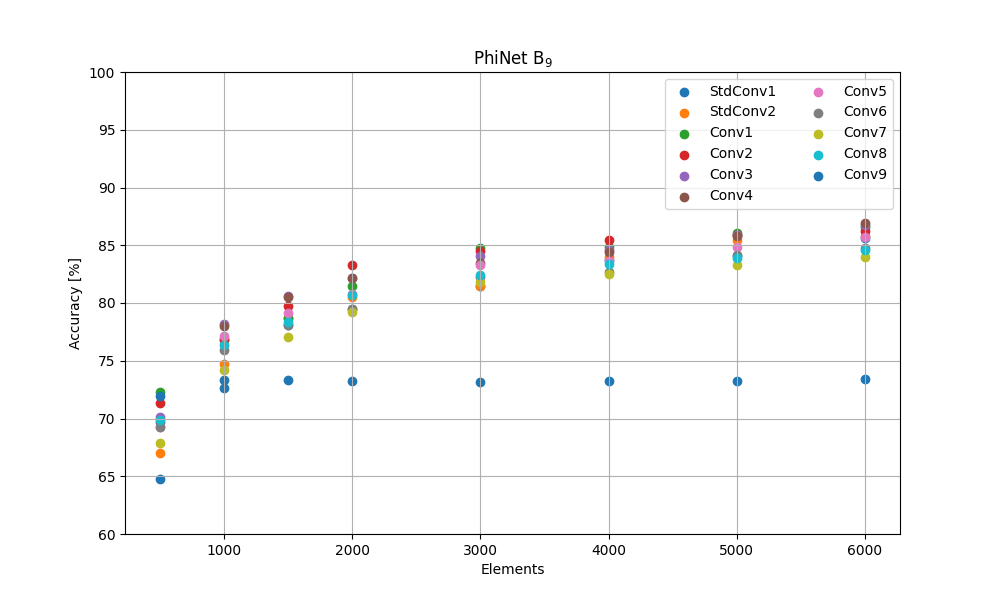 PhiNet B₉
100
95
90
85
80
75
70
65
60
Accuracy [%]
1000 2000 3000 4000 5000 6000
Elements
StdConv1
StdConv2
Conv1
Conv2
Conv3
Conv4
Conv5
Conv6
Conv7
Conv8
Conv9